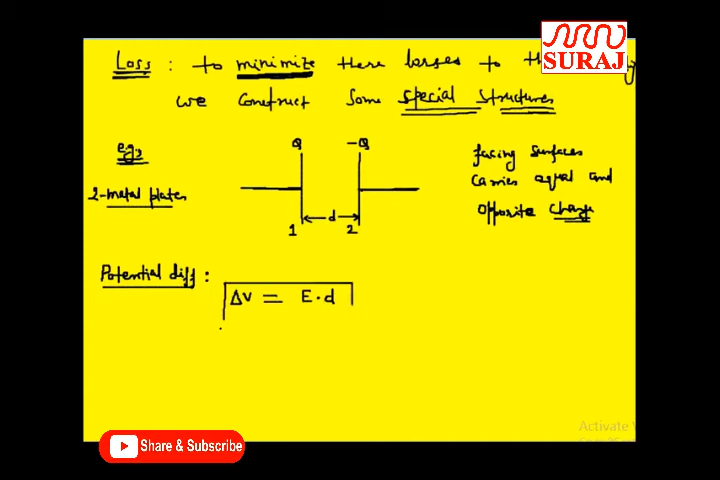 SURAJ
Loss : to minimize these losses to
we construct some special structures
eg,
Q -Q
facing surfaces
carries equal and
opposite charge
2-metal plates
d
1 2
Potential diff :
ΔV = E.d
Activate
Share & Subscribe